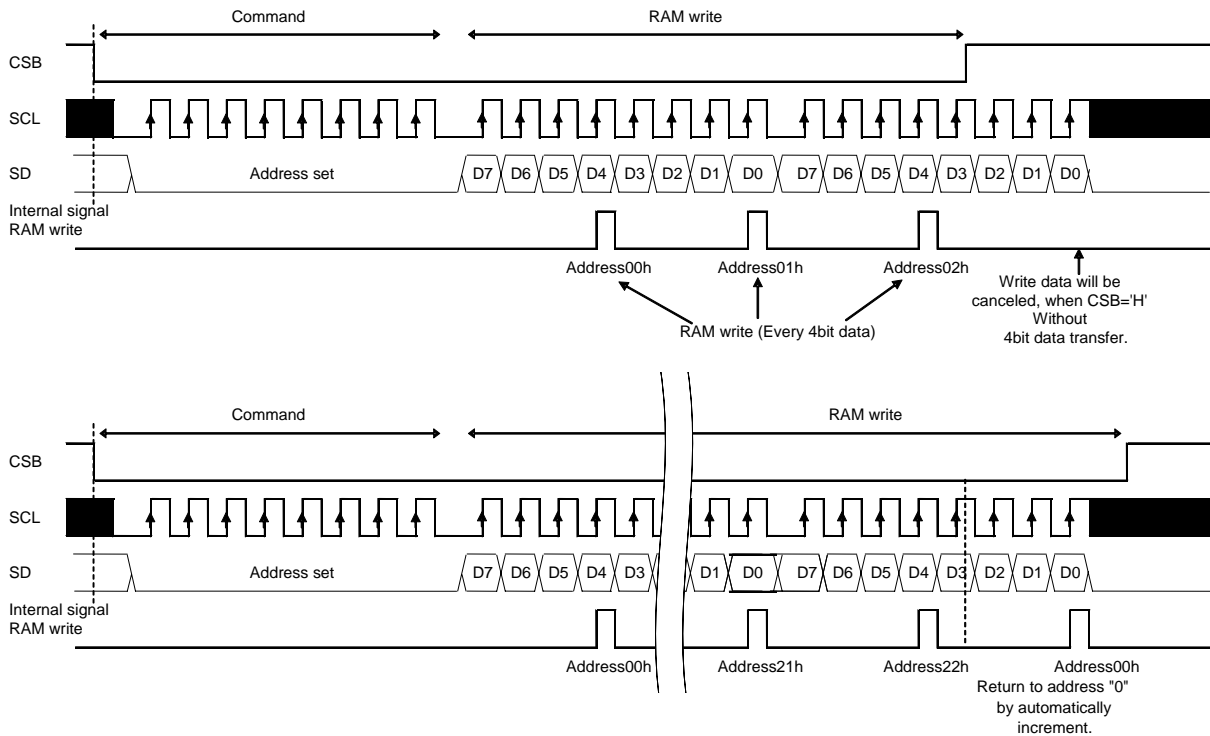 Command RAM write
CSB
SCL
SD Address set D7 D6 D5 D4 D3 D2 D1 D0 D7 D6 D5 D4 D3 D2 D1 D0
Internal signal
RAM write
Address00h Address01h Address02h
Write data will be
canceled, when CSB='H'
Without
4bit data transfer.
RAM write (Every 4bit data)
Command RAM write
CSB
SCL
SD Address set D7 D6 D5 D4 D3 D1 D0 D7 D6 D5 D4 D3 D2 D1 D0
Internal signal
RAM write
Address00h Address21h Address22h Address00h
Return to address "0"
by automatically
increment.